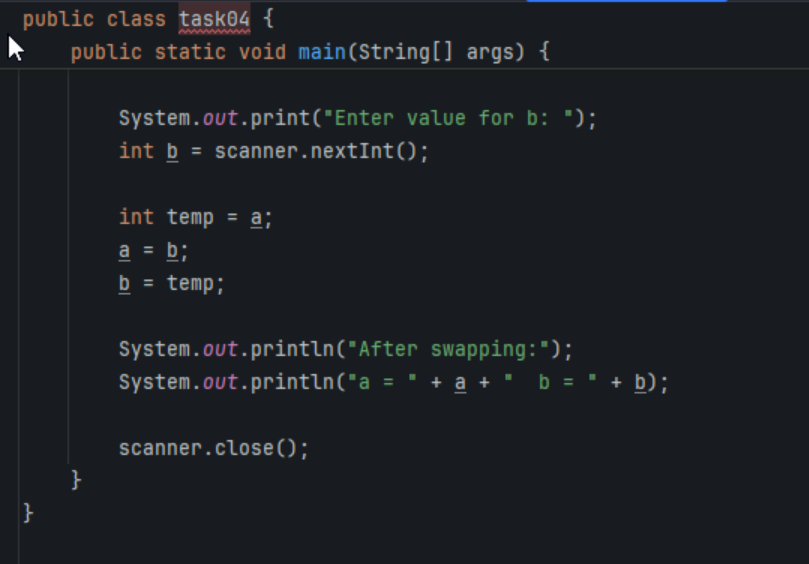 public class task04 {
    public static void main(String[] args) {
        System.out.print("Enter value for b: ");
        int b = scanner.nextInt();
        int temp = a;
        a = b;
        b = temp;
        System.out.println("After swapping:");
        System.out.println("a = " + a + "  b = " + b);
        scanner.close();
    }
}